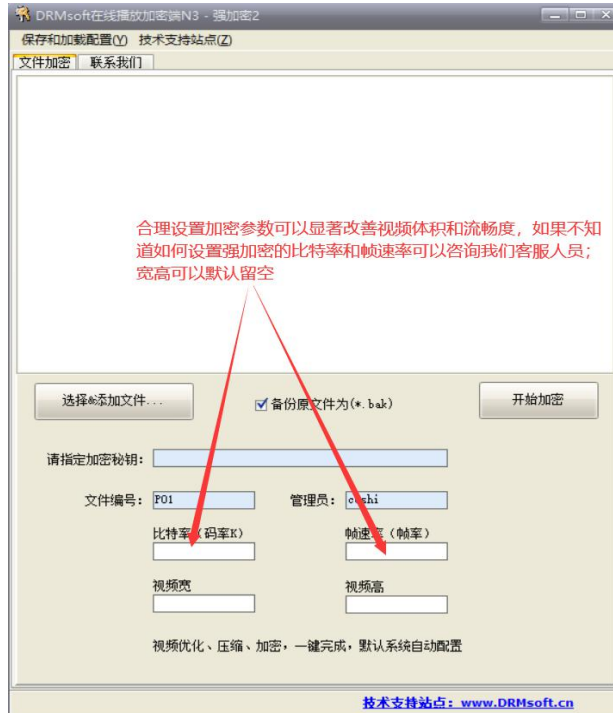 DRMsoft在线播放加密端N3 - 强加密2
保存和加载配置(Y) 技术支持站点(Z)
文件加密 联系我们
合理设置加密参数可以显著改善视频体积和流畅度，如果不知
道如何设置强加密的比特率和帧速率可以咨询我们客服人员；
宽高可以默认留空
选择&添加文件...
备份原文件为(*.bak)
开始加密
请指定加密秘钥：
文件编号： P01 管理员： ceshi
比特率（码率K） 帧速率（帧率）
视频宽 视频高
视频优化、压缩、加密，一键完成，默认系统自动配置
技术支持站点：www.DRMsoft.cn